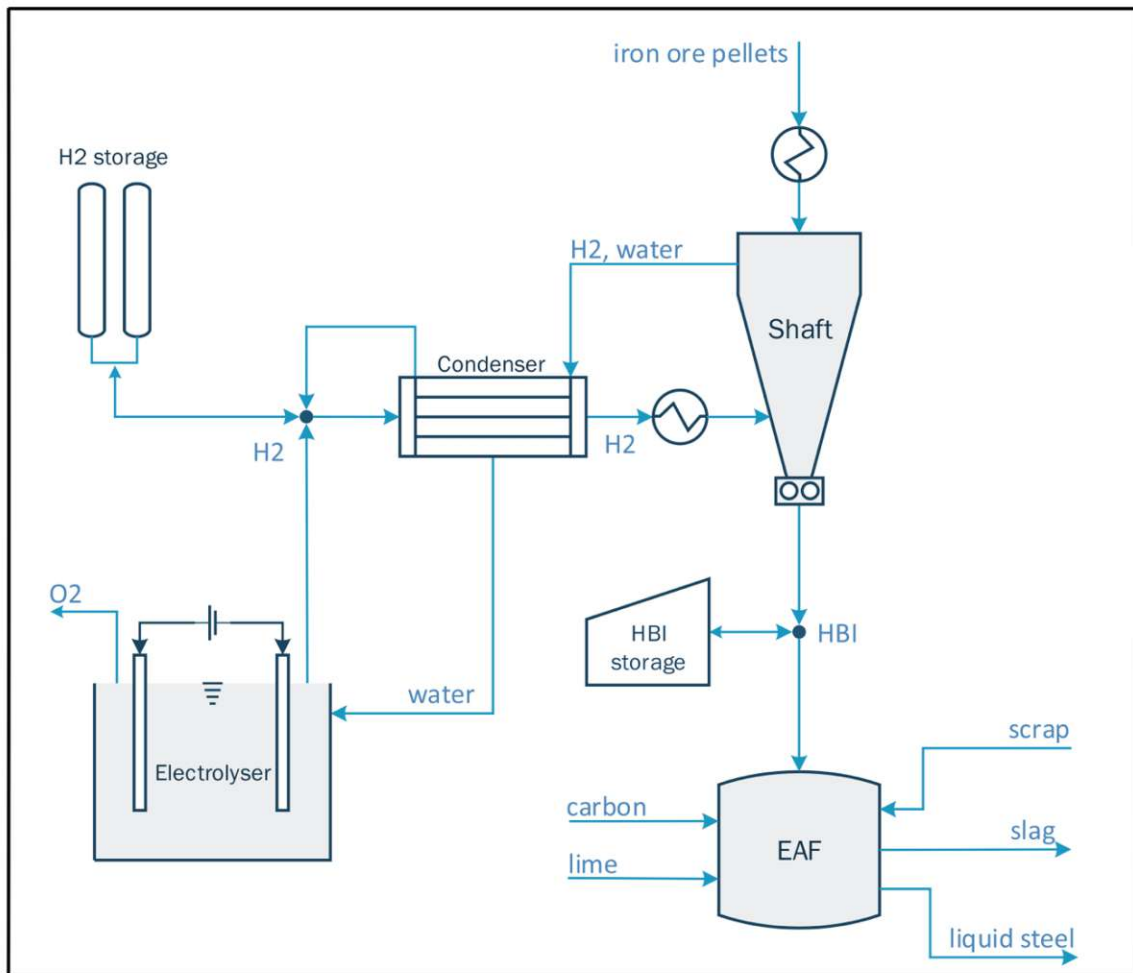 iron ore pellets
H2 storage
H2, water
Shaft
Condenser
H2
H2
O2
HBI
HBI
storage
water
Electrolyser
scrap
carbon
slag
EAF
lime
liquid steel